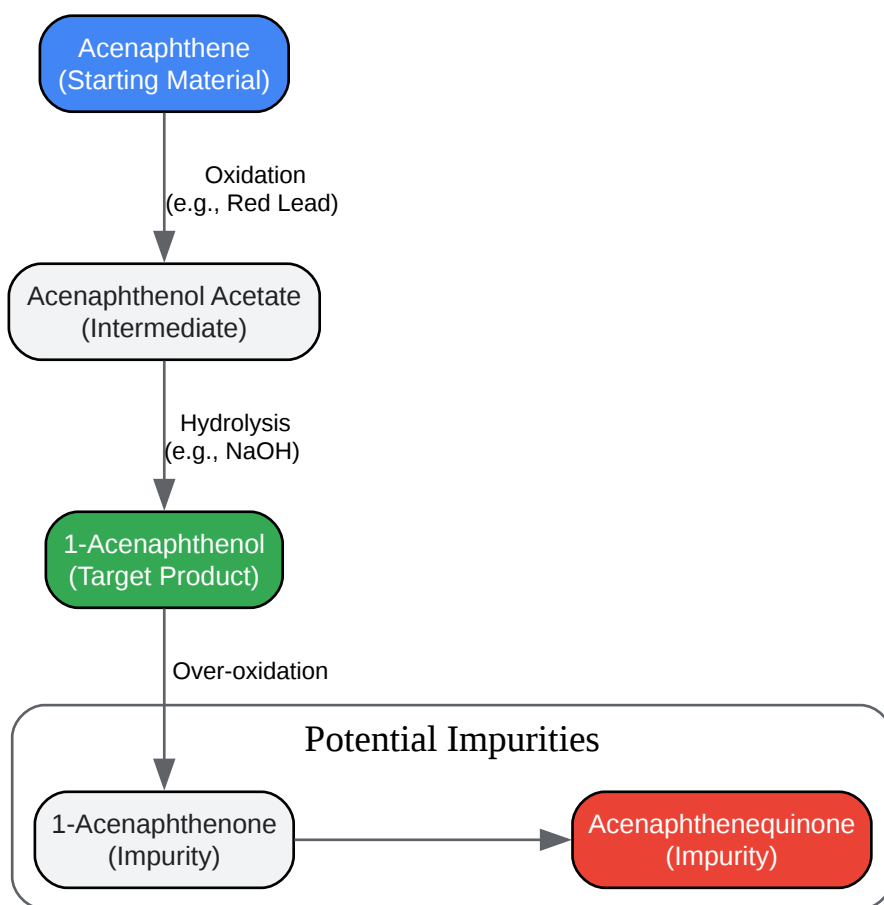 Acenaphthene
(Starting Material)
Oxidation
(e.g., Red Lead)
Acenaphthenol Acetate
(Intermediate)
Hydrolysis
(e.g., NaOH)
1-Acenaphthenol
(Target Product)
Over-oxidation
Potential Impurities
1-Acenaphthenone
(Impurity)
Acenaphthenequinone
(Impurity)